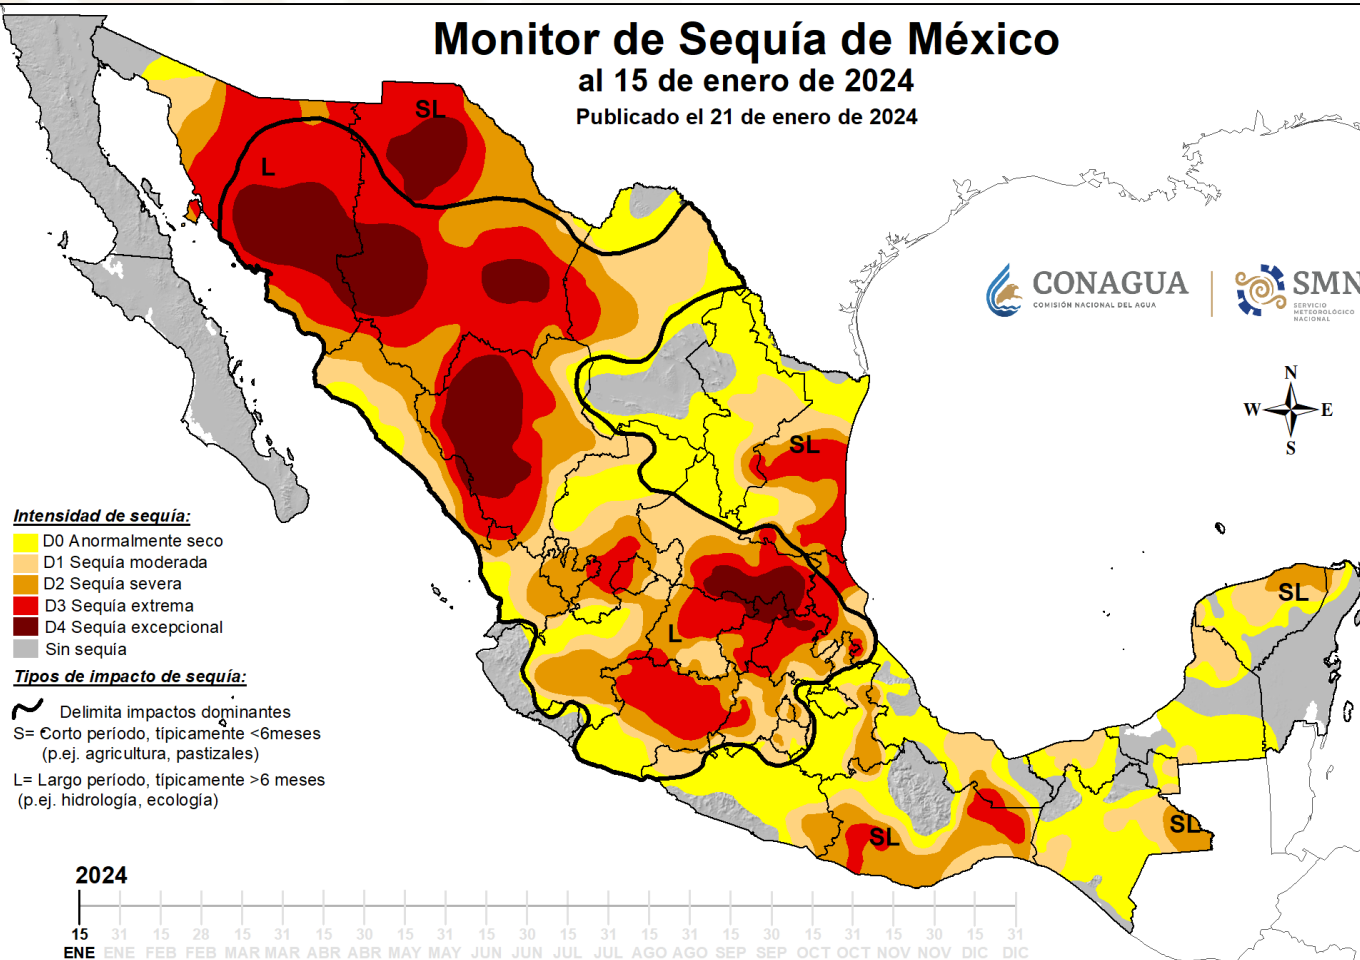 Monitor de Sequía de México
al 15 de enero de 2024
Publicado el 21 de enero de 2024
SL
L
CONAGUA
COMISIÓN NACIONAL DEL AGUA
SMN
SERVICIO
METEOROLÓGICO
NACIONAL
N
W E
S
SL
Intensidad de sequía:
D0 Anormalmente seco
D1 Sequía moderada
D2 Sequía severa
D3 Sequía extrema
D4 Sequía excepcional
Sin sequía
SL
L
Tipos de impacto de sequía:
Delimita impactos dominantes
S= Corto período, típicamente <6meses
(p.ej. agricultura, pastizales)
L= Largo período, típicamente >6 meses
(p.ej. hidrología, ecología)
SL
SL
2024
15 31 15 28 15 31 15 30 15 31 15 30 15 31 15 31 15 30 15 31 15 30 15 31
ENE ENE FEB FEB MAR MAR ABR ABR MAY MAY JUN JUN JUL JUL AGO AGO SEP SEP OCT OCT NOV NOV DIC DIC